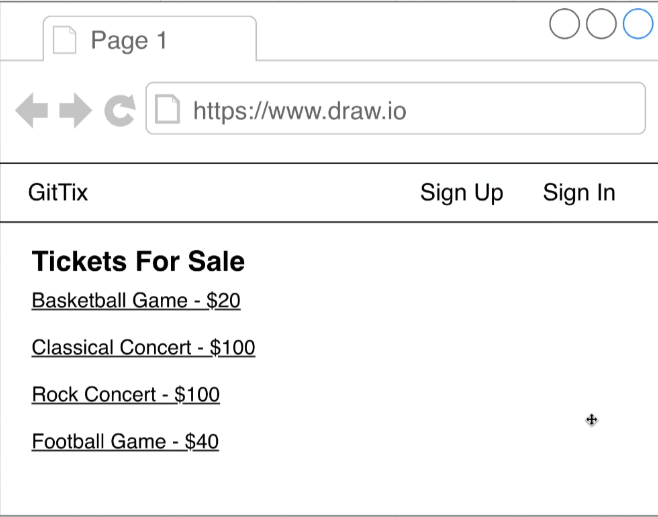 Page 1
https://www.draw.io
GitTix Sign Up Sign In
Tickets For Sale
Basketball Game - $20
Classical Concert - $100
Rock Concert - $100
Football Game - $40